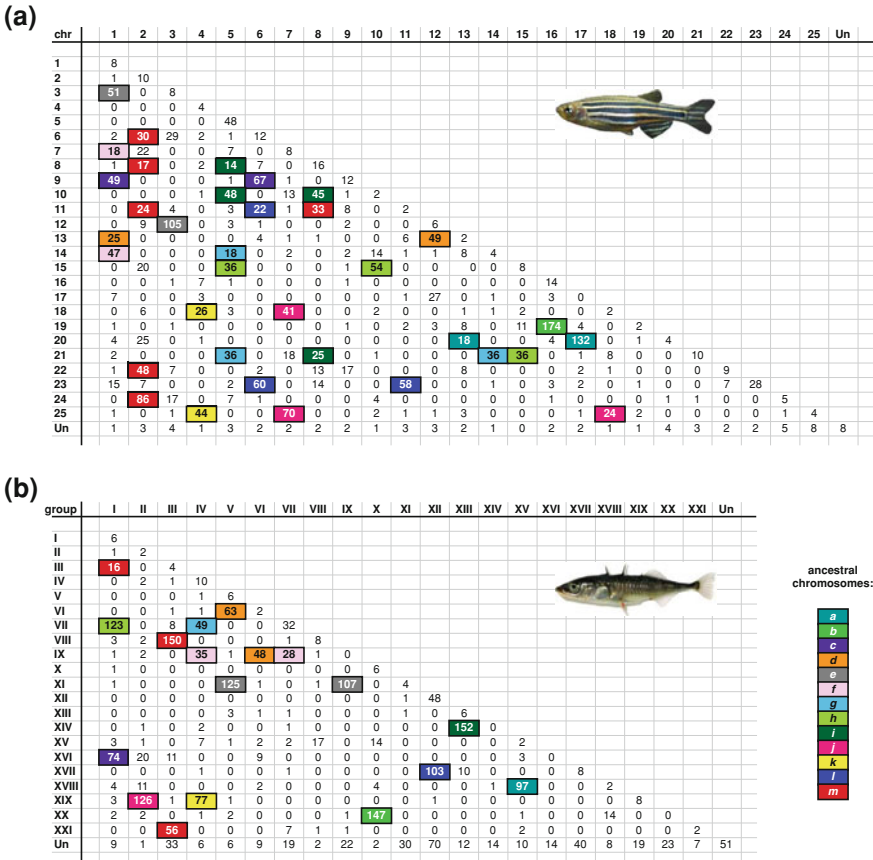 (a)
chr 1 2 3 4 5 6 7 8 9 10 11 12 13 14 15 16 17 18 19 20 21 22 23 24 25 Un
1 8
2 1 10
3 51 0 8
4 0 0 0 4
5 0 0 0 0 48
6 2 30 29 2 1 12
7 18 22 0 0 7 0 8
8 1 17 0 2 14 7 0 16
9 49 0 0 0 1 67 1 0 12
10 0 0 0 1 48 0 13 45 1 2
11 0 24 4 0 3 22 1 33 8 0 2
12 0 9 105 0 3 1 0 0 2 0 0 6
13 25 0 0 0 0 4 1 1 0 0 6 49 2
14 47 0 0 0 18 0 2 0 2 14 1 1 8 4
15 0 20 0 0 36 0 0 0 1 54 0 0 0 0 8
16 0 0 1 7 1 0 0 0 1 0 0 0 0 0 0 14
17 7 0 0 3 0 0 0 0 0 0 1 27 0 1 0 3 0
18 0 6 0 26 3 0 41 0 0 2 0 0 1 1 2 0 0 2
19 1 0 1 0 0 0 0 0 1 0 2 3 8 0 11 174 4 0 2
20 4 25 0 1 0 0 0 0 0 0 0 0 18 0 0 4 132 0 1 4
21 2 0 0 0 36 0 18 25 0 1 0 0 0 36 36 0 1 8 0 0 10
22 1 48 7 0 0 2 0 13 17 0 0 0 8 0 0 0 2 1 0 0 0 9
23 15 7 0 0 2 60 0 14 0 0 58 0 0 1 0 3 2 0 1 0 0 7 28
24 0 86 17 0 7 1 0 0 0 4 0 0 0 0 0 1 0 0 0 1 1 0 0 5
25 1 0 1 44 0 0 70 0 0 2 1 1 3 0 0 0 1 24 2 0 0 0 0 1 4
Un 1 3 4 1 3 2 2 2 2 1 3 3 2 2 1 0 2 1 1 4 3 2 2 5 8 8
(b)
group I II III IV V VI VII VIII IX X XI XII XIII XIV XV XVI XVII XVIII XIX XX XXI Un
I 6
II 1 2
III 16 0 4
IV 0 2 1 10
V 0 0 0 1 6
VI 0 0 1 1 63 2
VII 123 0 8 49 0 0 32
VIII 3 2 150 0 0 0 1 8
IX 1 2 0 35 1 48 28 1 0
X 1 0 0 0 0 0 0 0 0 6
XI 1 0 0 0 125 1 0 1 107 0 4
XII 0 0 0 0 0 0 0 0 0 0 1 48
XIII 0 0 0 0 3 1 1 0 0 0 1 0 6
XIV 0 1 0 2 0 0 1 0 0 0 0 0 152 0
XV 3 1 0 7 1 2 2 17 0 14 0 0 0 0 2
XVI 74 20 11 0 0 9 0 0 0 0 0 0 0 0 3 0
XVII 0 0 0 1 0 0 1 0 0 0 0 103 10 0 0 0 8
XVIII 4 11 0 0 0 2 0 0 0 4 0 0 0 1 97 0 0 2
XIX 3 126 1 77 1 0 0 0 0 0 0 1 0 0 0 0 0 0 8
XX 2 2 0 1 2 0 0 0 1 147 0 0 0 0 1 0 0 14 0 0
XXI 0 0 56 0 0 0 7 1 1 0 0 0 0 0 2 0 0 0 0 0 2
Un 9 1 33 6 6 9 19 2 22 2 30 70 12 14 10 14 40 8 19 23 7 51
ancestral
chromosomes:
a
b
c
d
e
f
g
h
i
j
k
l
m